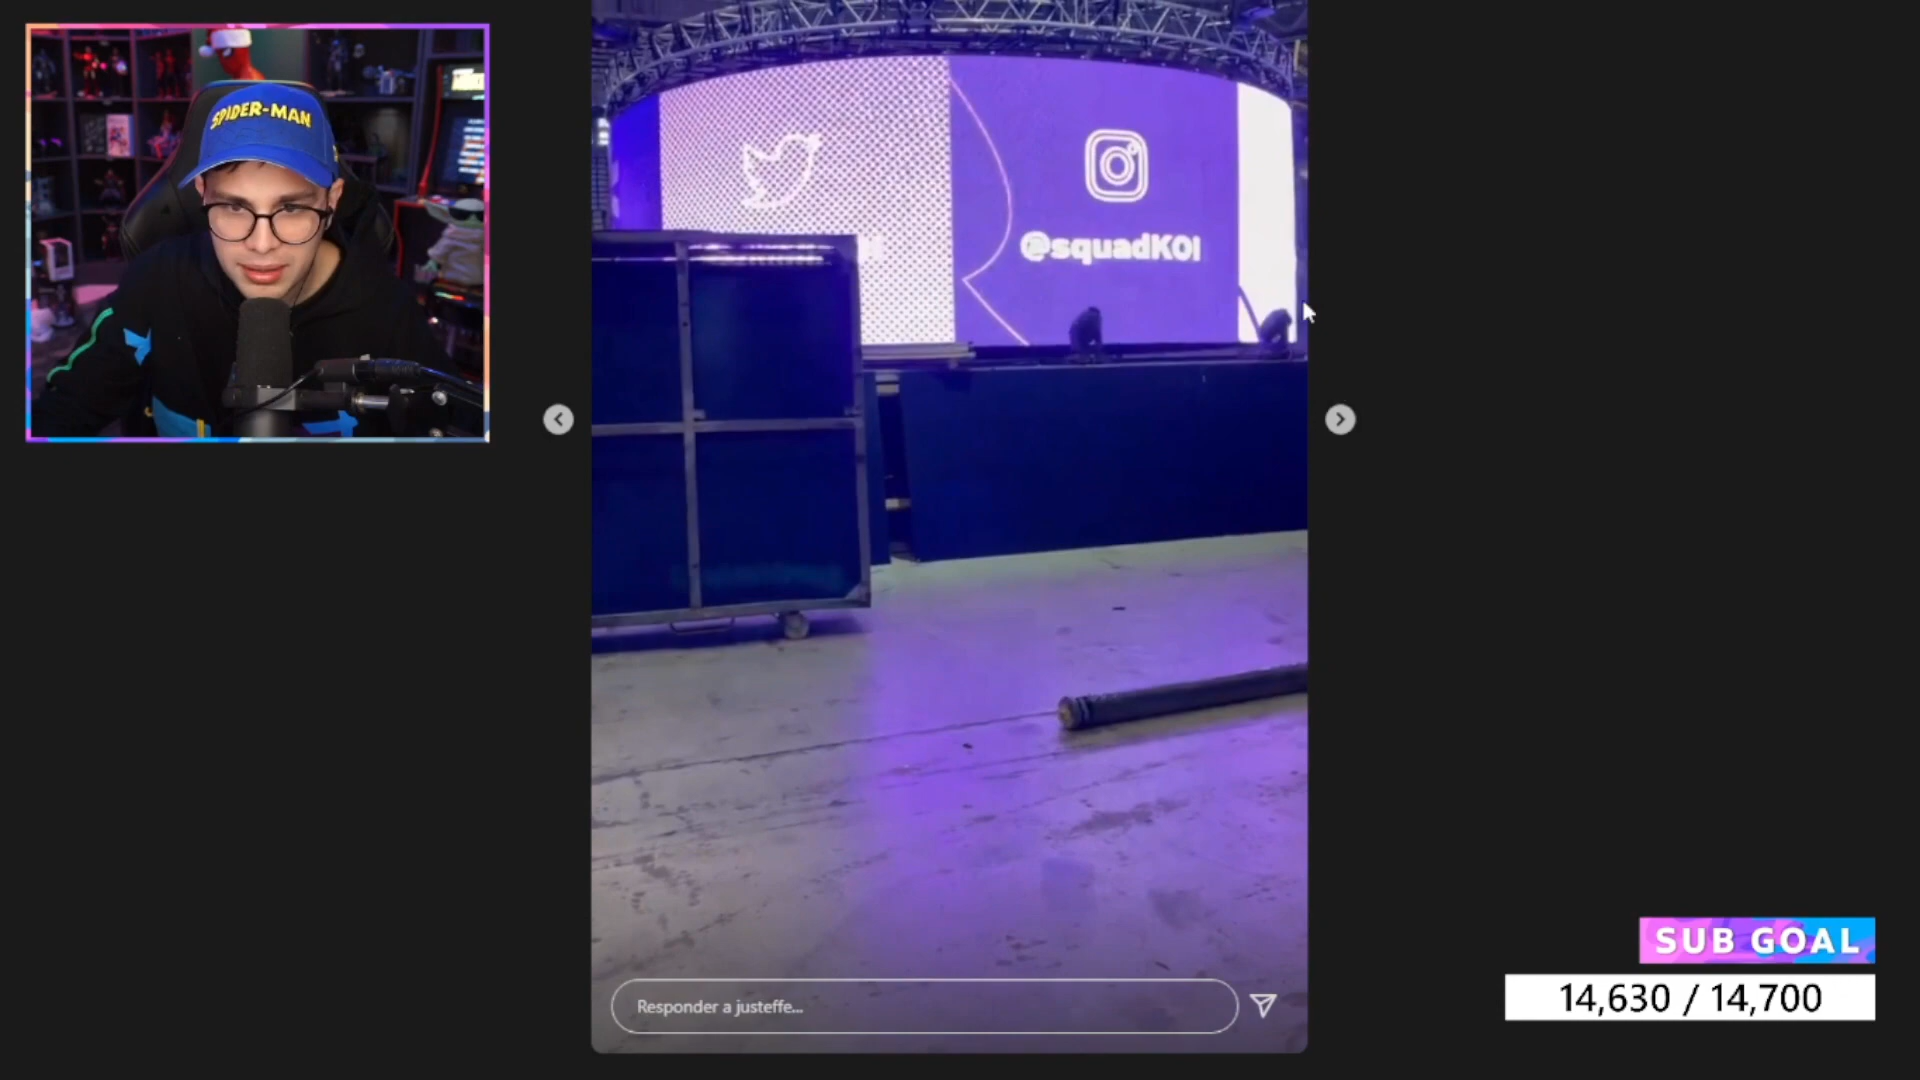 SPIDER-MAN
@squadKOI
Responder a justeffe...
SUB GOAL
14,630 / 14,700